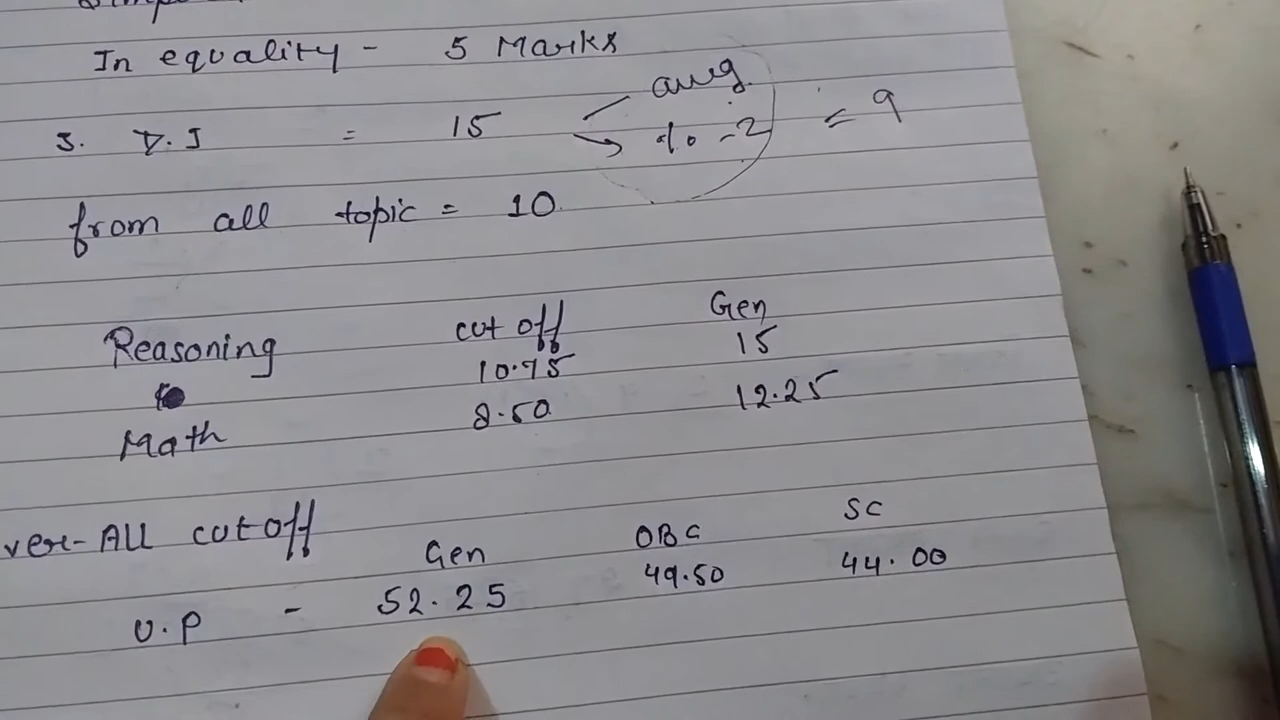 In equality - 5 Marks
3. D.I = 15 avg = 9
% - 2
from all topic = 10
Reasoning cut off Gen
10.75 15
Math 8.50 12.25
ver-All cut off
Gen OBC SC
U.P - 52.25 49.50 44.00